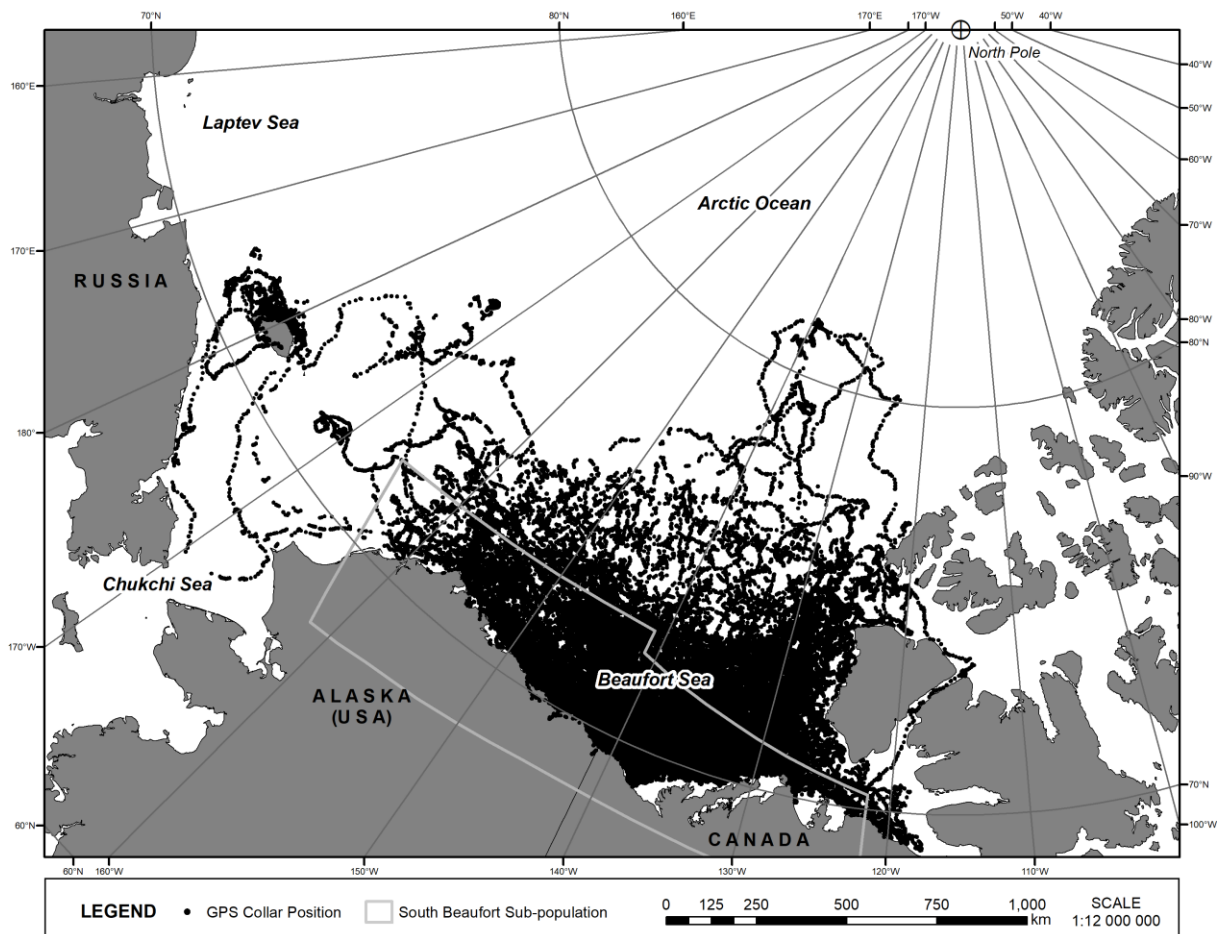 70°N 80°N 160°E 170°E 170°W 50°W 40°W
North Pole
160°E
40°W
Laptev Sea
50°W
60°W
Arctic Ocean
70°W
170°E
RUSSIA
80°W
80°N
180°
90°W
Chukchi Sea
170°W
Beaufort Sea
ALASKA
(USA)
70°N
60°N
100°W
CANADA
60°N 160°W 150°W 140°W 130°W 120°W 110°W
LEGEND GPS Collar Position South Beaufort Sub-population
0 125 250 500 750 1,000
km
SCALE
1:12 000 000